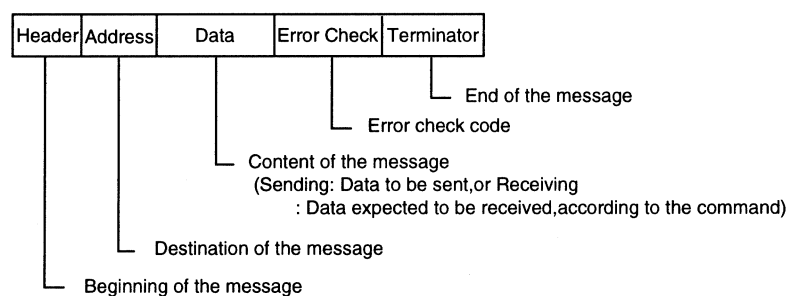 Header Address Data Error Check Terminator
End of the message
Error check code
Content of the message
(Sending: Data to be sent,or Receiving
: Data expected to be received,according to the command)
Destination of the message
Beginning of the message